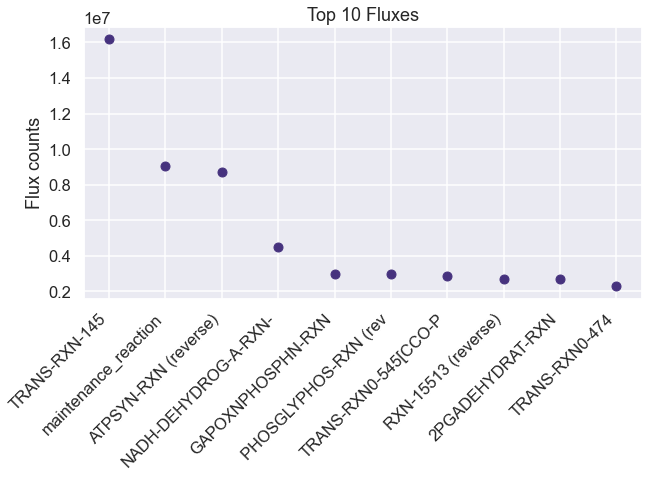 Top 10 Fluxes
1e7
1.6
1.4
1.2
1.0
0.8
0.6
0.4
0.2
Flux counts
TRANS-RXN-145
maintenance_reaction
ATPSYN-RXN (reverse)
NADH-DEHYDROG-A-RXN-
GAPOXNPHOSPHN-RXN
PHOSGLYPHOS-RXN (rev
TRANS-RXN0-545[CCO-P
RXN-15513 (reverse)
2PGADEHYDRAT-RXN
TRANS-RXN0-474